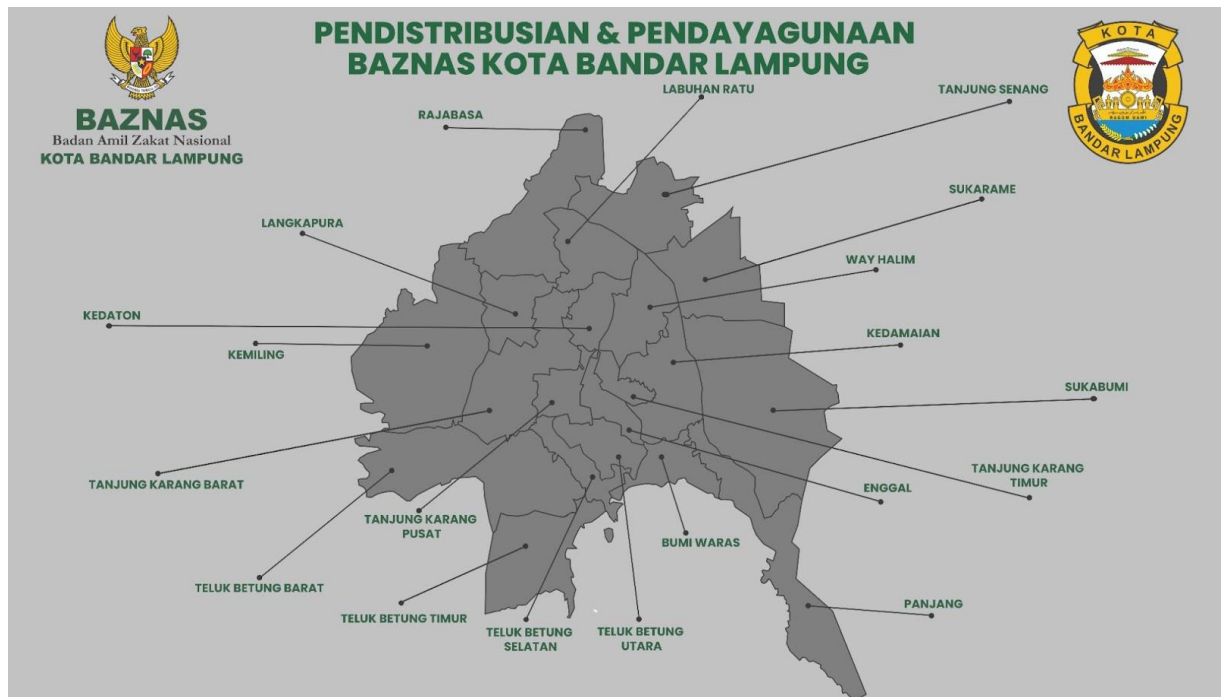 PENDISTRIBUSIAN & PENDAYAGUNAAN
BAZNAS KOTA BANDAR LAMPUNG
BAZNAS
Badan Amil Zakat Nasional
KOTA BANDAR LAMPUNG
KOTA
BANDAR LAMPUNG
LABUHAN RATU
TANJUNG SENANG
RAJABASA
SUKARAME
LANGKAPURA
WAY HALIM
KEDATON
KEMILING
KEDAMAIAN
SUKABUMI
TANJUNG KARANG BARAT
TANJUNG KARANG
TIMUR
ENGGAL
TANJUNG KARANG
PUSAT
BUMI WARAS
TELUK BETUNG BARAT
TELUK BETUNG TIMUR
TELUK BETUNG
SELATAN
TELUK BETUNG
UTARA
PANJANG